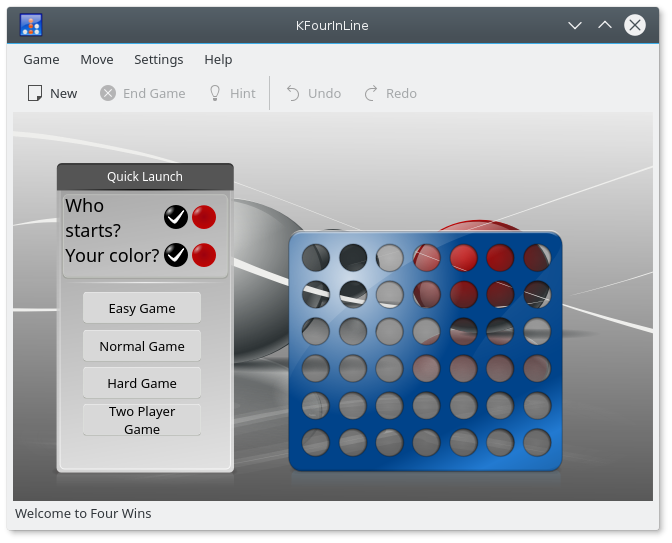 KFourInLine
Game Move Settings Help
New End Game Hint Undo Redo
Quick Launch
Who
starts?
Your color?
Easy Game
Normal Game
Hard Game
Two Player
Game
Welcome to Four Wins